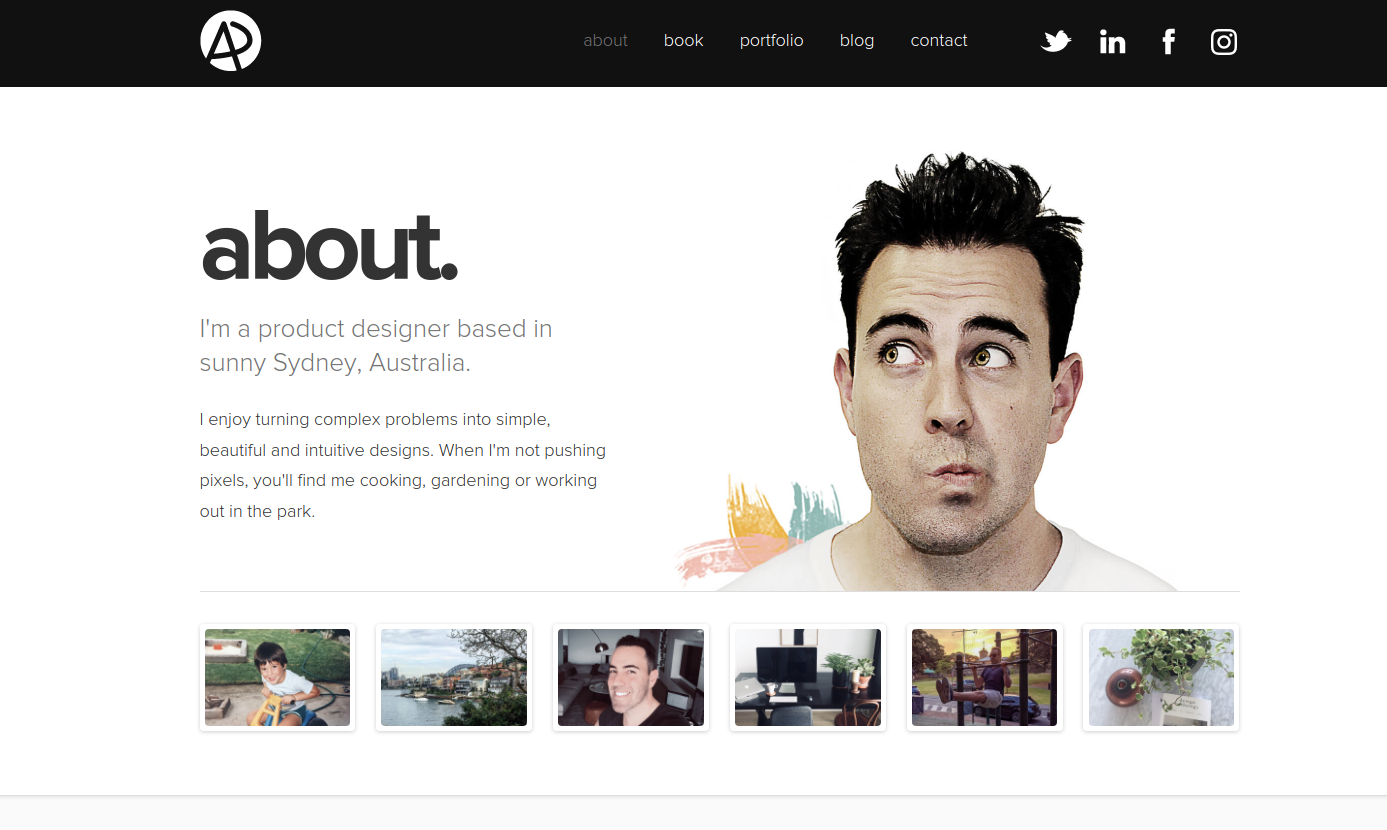 AP
about
book
portfolio
blog
contact
about.
I'm a product designer based in
sunny Sydney, Australia.
I enjoy turning complex problems into simple,
beautiful and intuitive designs. When I'm not pushing
pixels, you'll find me cooking, gardening or working
out in the park.